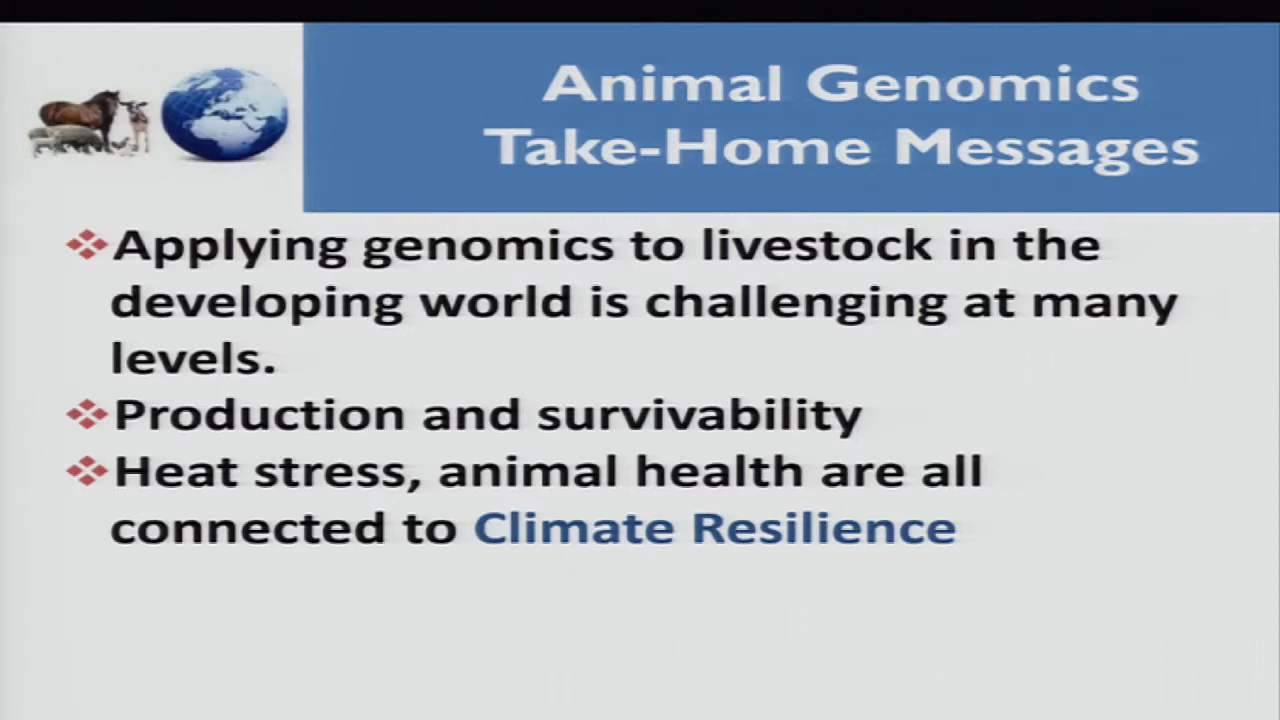 Animal Genomics
Take-Home Messages
Applying genomics to livestock in the
developing world is challenging at many
levels.
Production and survivability
Heat stress, animal health are all
connected to Climate Resilience